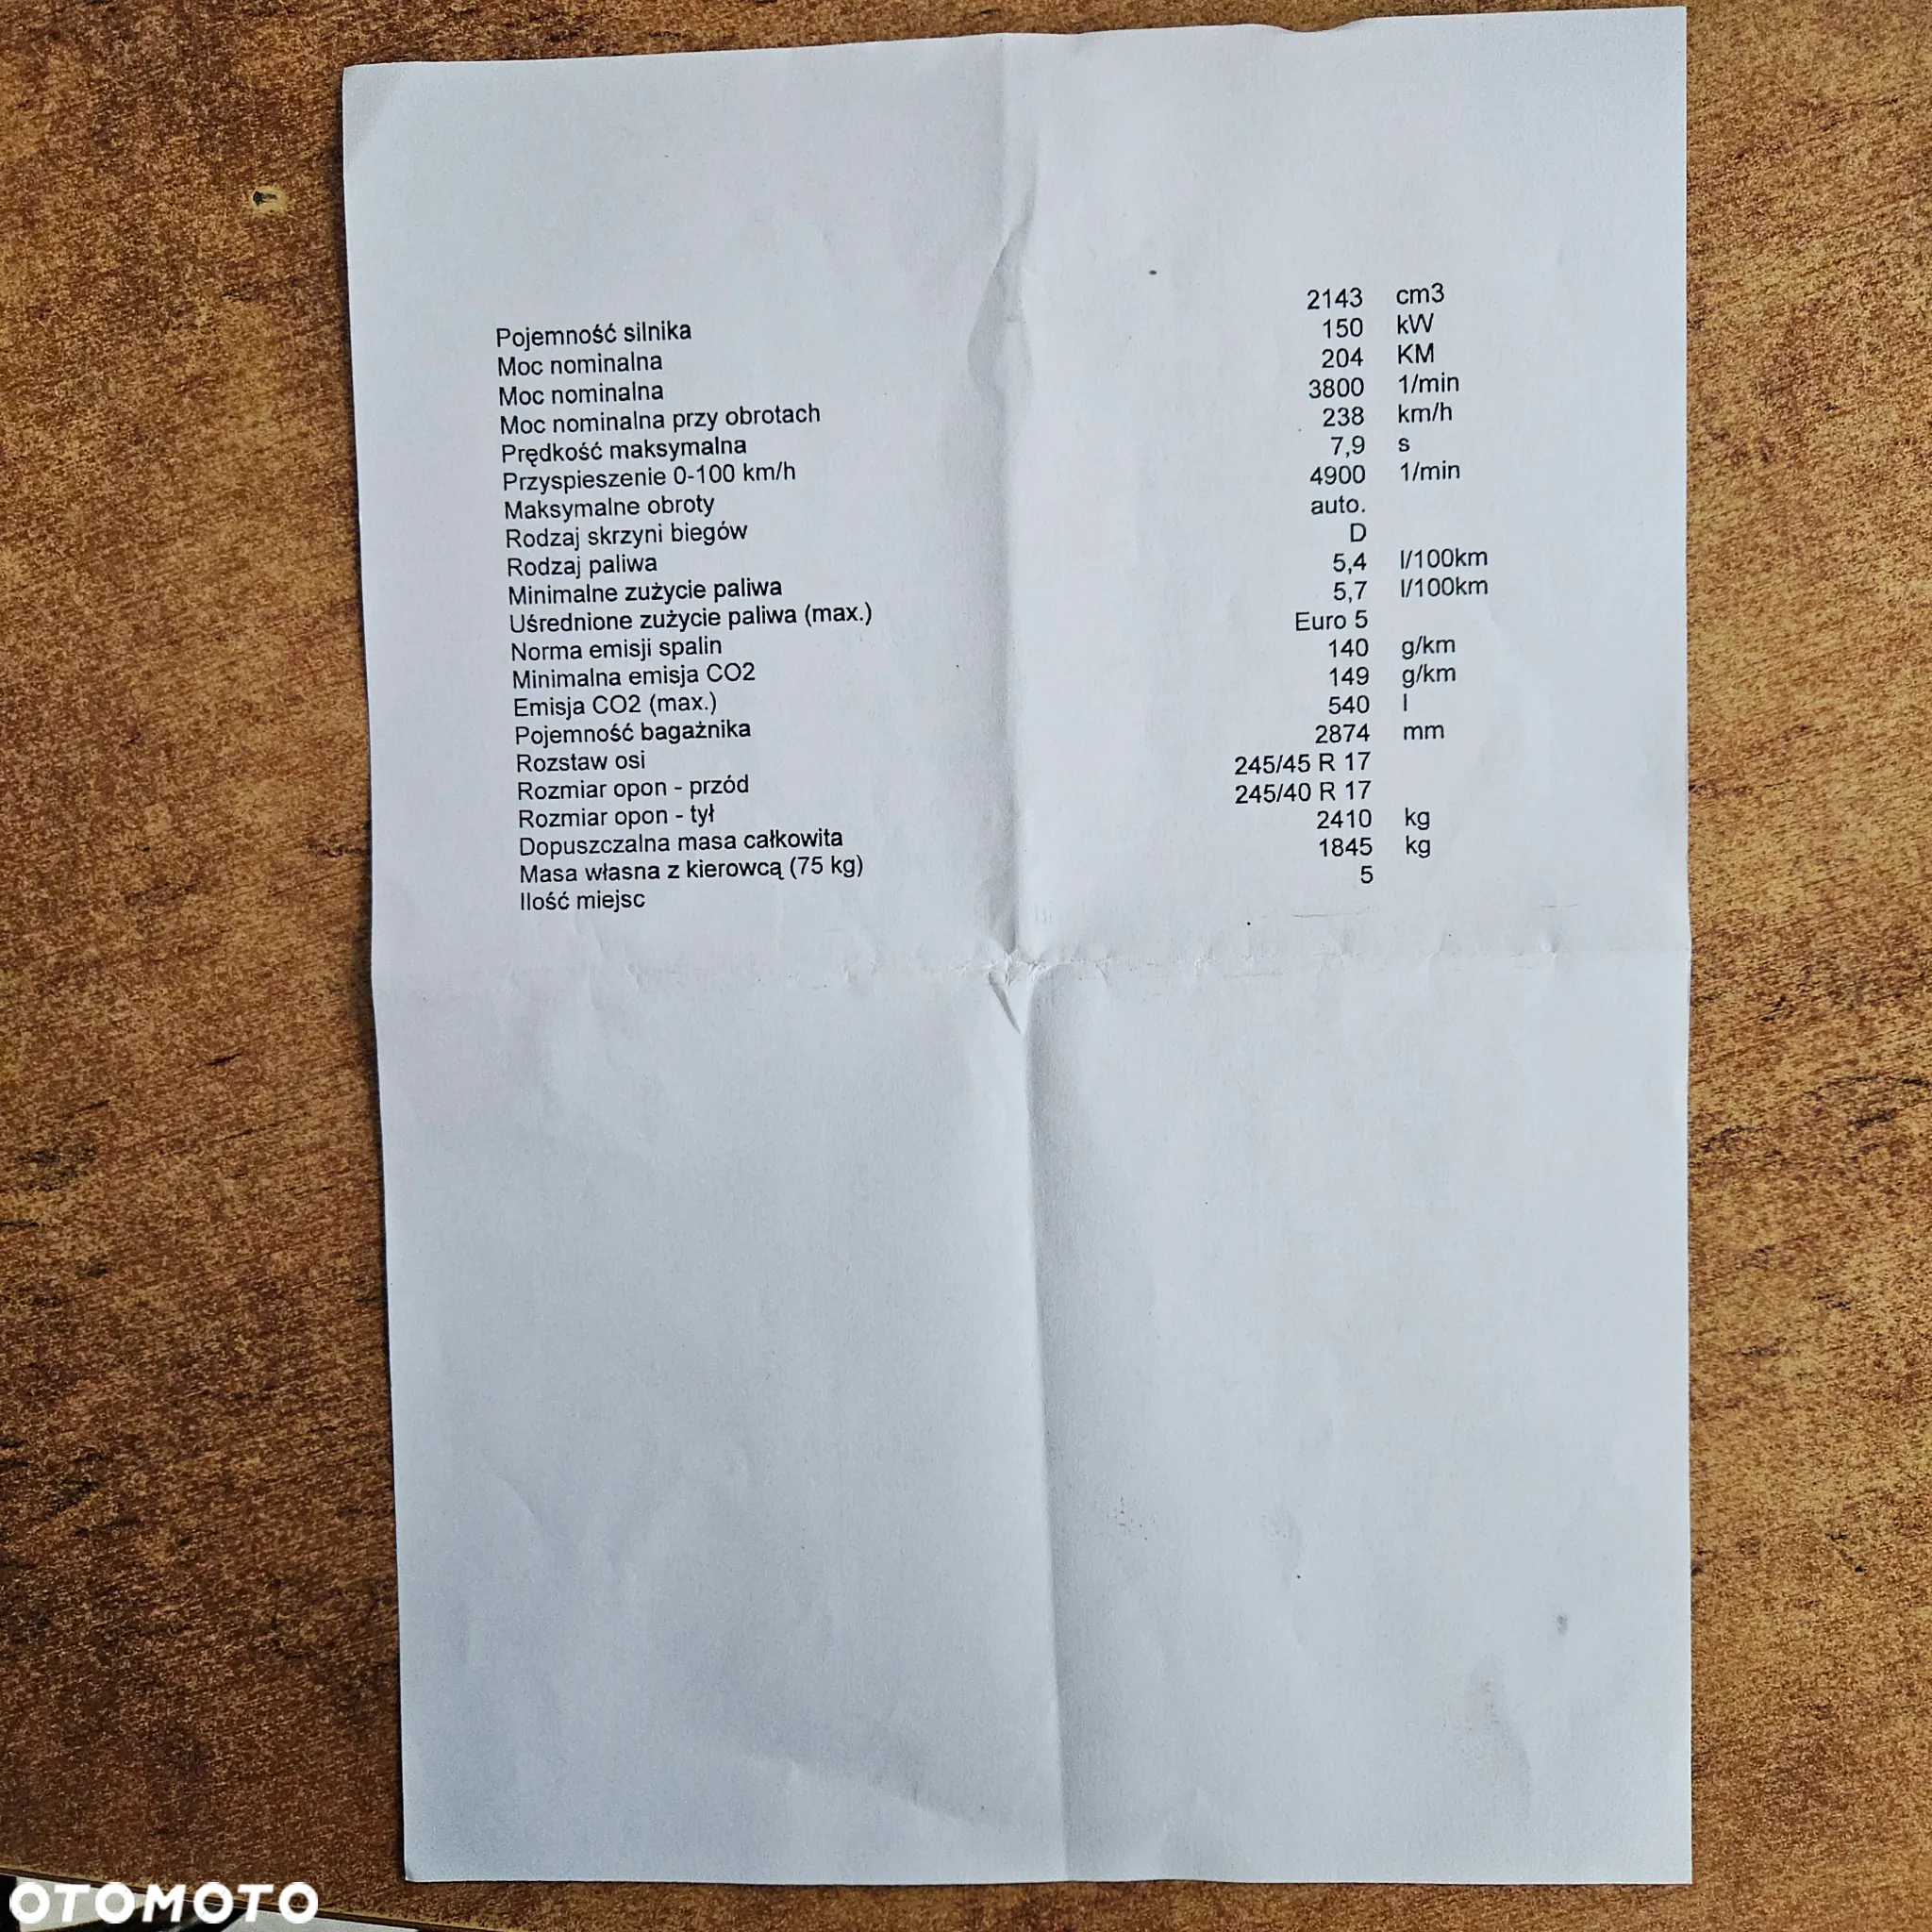 Pojemność silnika 2143 cm3
Moc nominalna 150 kW
Moc nominalna 204 KM
Moc nominalna przy obrotach 3800 1/min
Prędkość maksymalna 238 km/h
Przyspieszenie 0-100 km/h 7,9 s
Maksymalne obroty 4900 1/min
Rodzaj skrzyni biegów auto.
Rodzaj paliwa D
Minimalne zużycie paliwa 5,4 l/100km
Uśrednione zużycie paliwa (max.) 5,7 l/100km
Norma emisji spalin Euro 5
Minimalna emisja CO2 140 g/km
Emisja CO2 (max.) 149 g/km
Pojemność bagażnika 540 l
Rozstaw osi 2874 mm
Rozmiar opon - przód 245/45 R 17
Rozmiar opon - tył 245/40 R 17
Dopuszczalna masa całkowita 2410 kg
Masa własna z kierowcą (75 kg) 1845 kg
Ilość miejsc 5
OTOMOTO